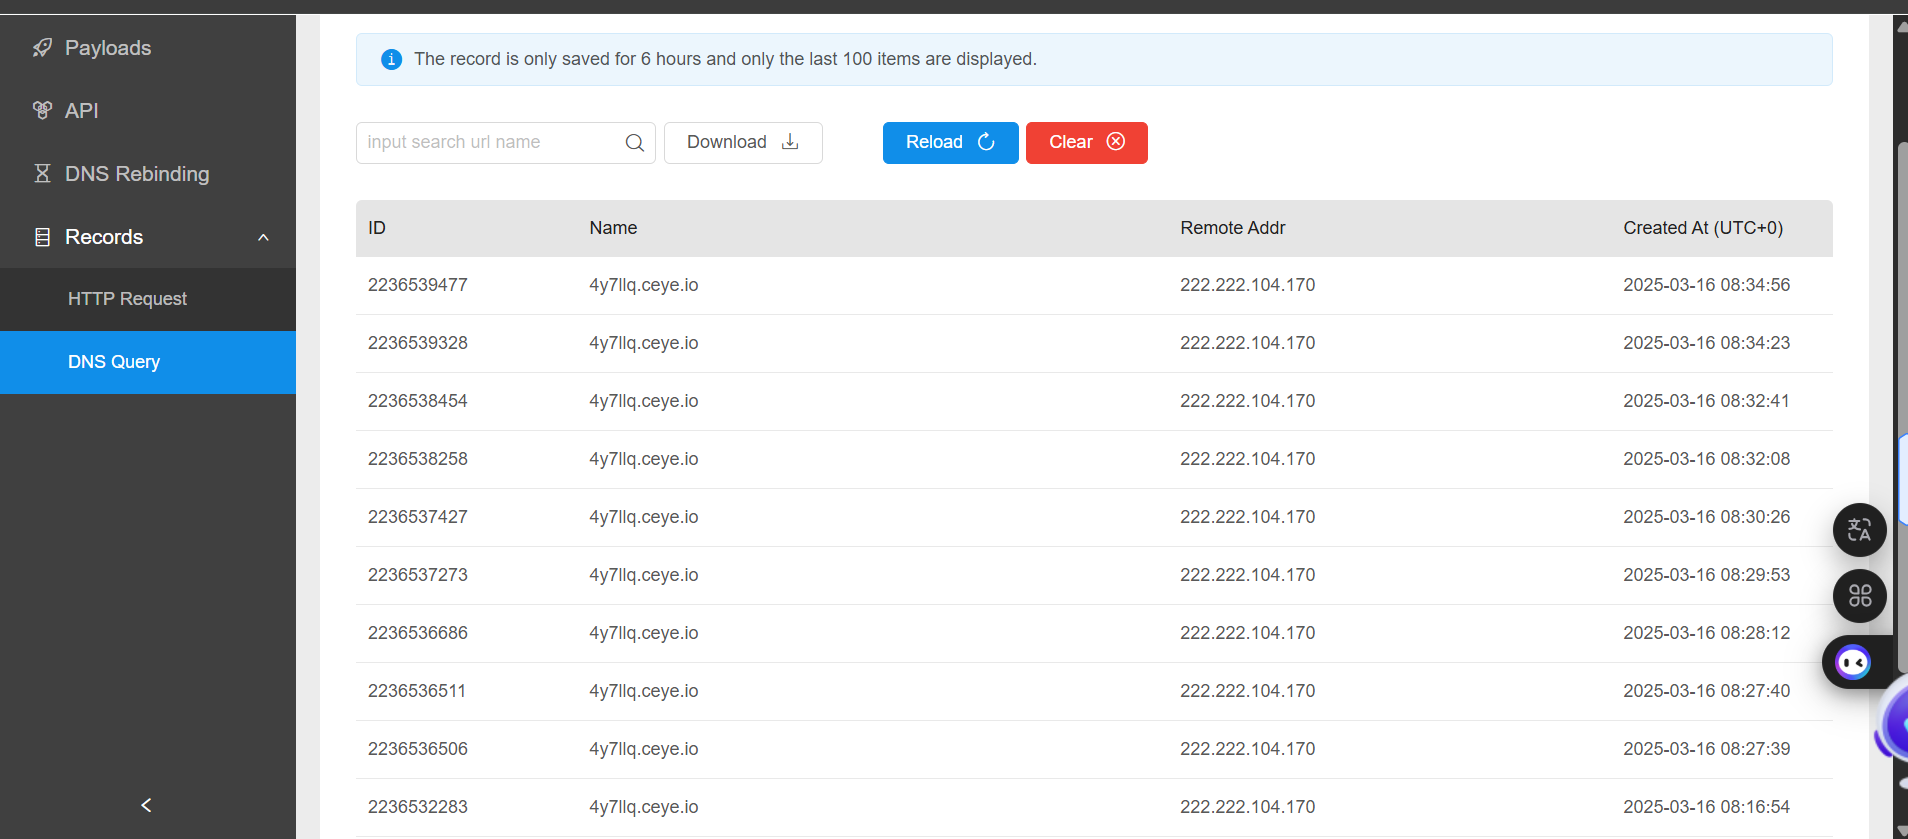 Payloads
API
DNS Rebinding
Records
HTTP Request
DNS Query
The record is only saved for 6 hours and only the last 100 items are displayed.
input search url name
Download
Reload
Clear
ID Name Remote Addr Created At (UTC+0)
2236539477 4y7llq.ceye.io 222.222.104.170 2025-03-16 08:34:56
2236539328 4y7llq.ceye.io 222.222.104.170 2025-03-16 08:34:23
2236538454 4y7llq.ceye.io 222.222.104.170 2025-03-16 08:32:41
2236538258 4y7llq.ceye.io 222.222.104.170 2025-03-16 08:32:08
2236537427 4y7llq.ceye.io 222.222.104.170 2025-03-16 08:30:26
2236537273 4y7llq.ceye.io 222.222.104.170 2025-03-16 08:29:53
2236536686 4y7llq.ceye.io 222.222.104.170 2025-03-16 08:28:12
2236536511 4y7llq.ceye.io 222.222.104.170 2025-03-16 08:27:40
2236536506 4y7llq.ceye.io 222.222.104.170 2025-03-16 08:27:39
2236532283 4y7llq.ceye.io 222.222.104.170 2025-03-16 08:16:54